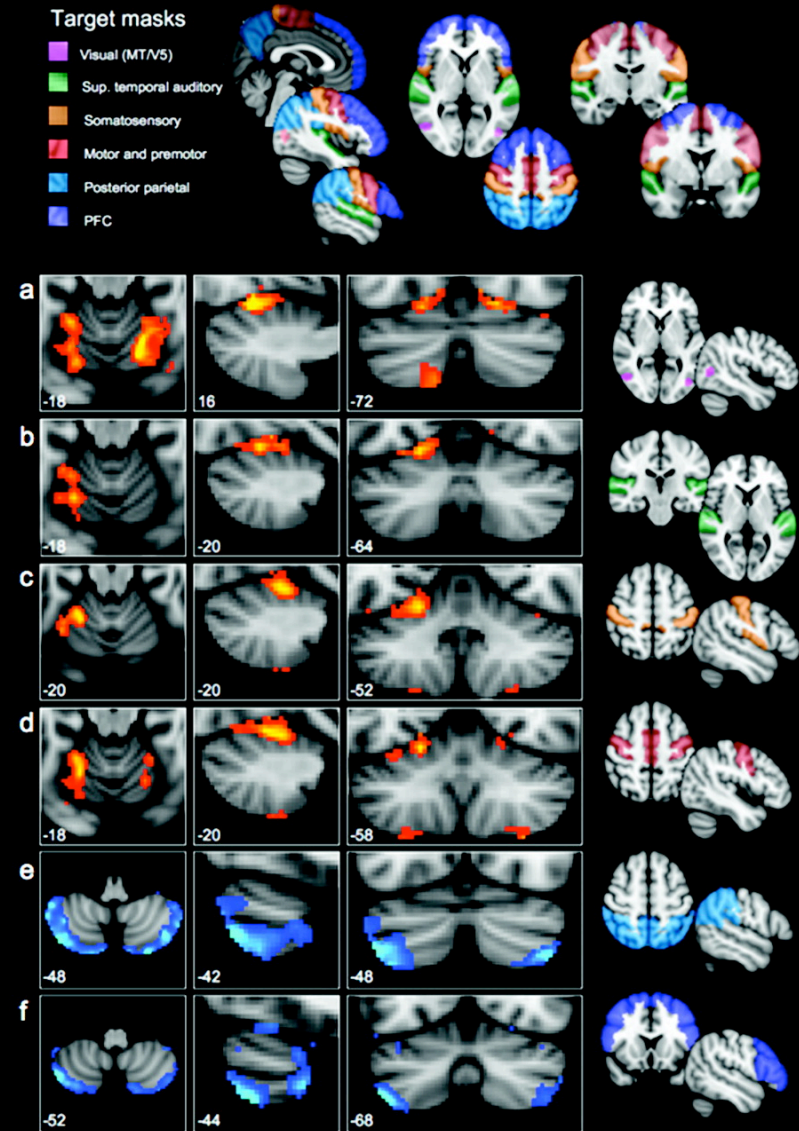 Target masks
Visual (MT/V5)
Sup. temporal auditory
Somatosensory
Motor and premotor
Posterior parietal
PFC
a
-18
16
-72
b
-18
-20
-64
c
-20
-20
-52
d
-18
-20
-58
e
-48
-42
-48
f
-52
-44
-68